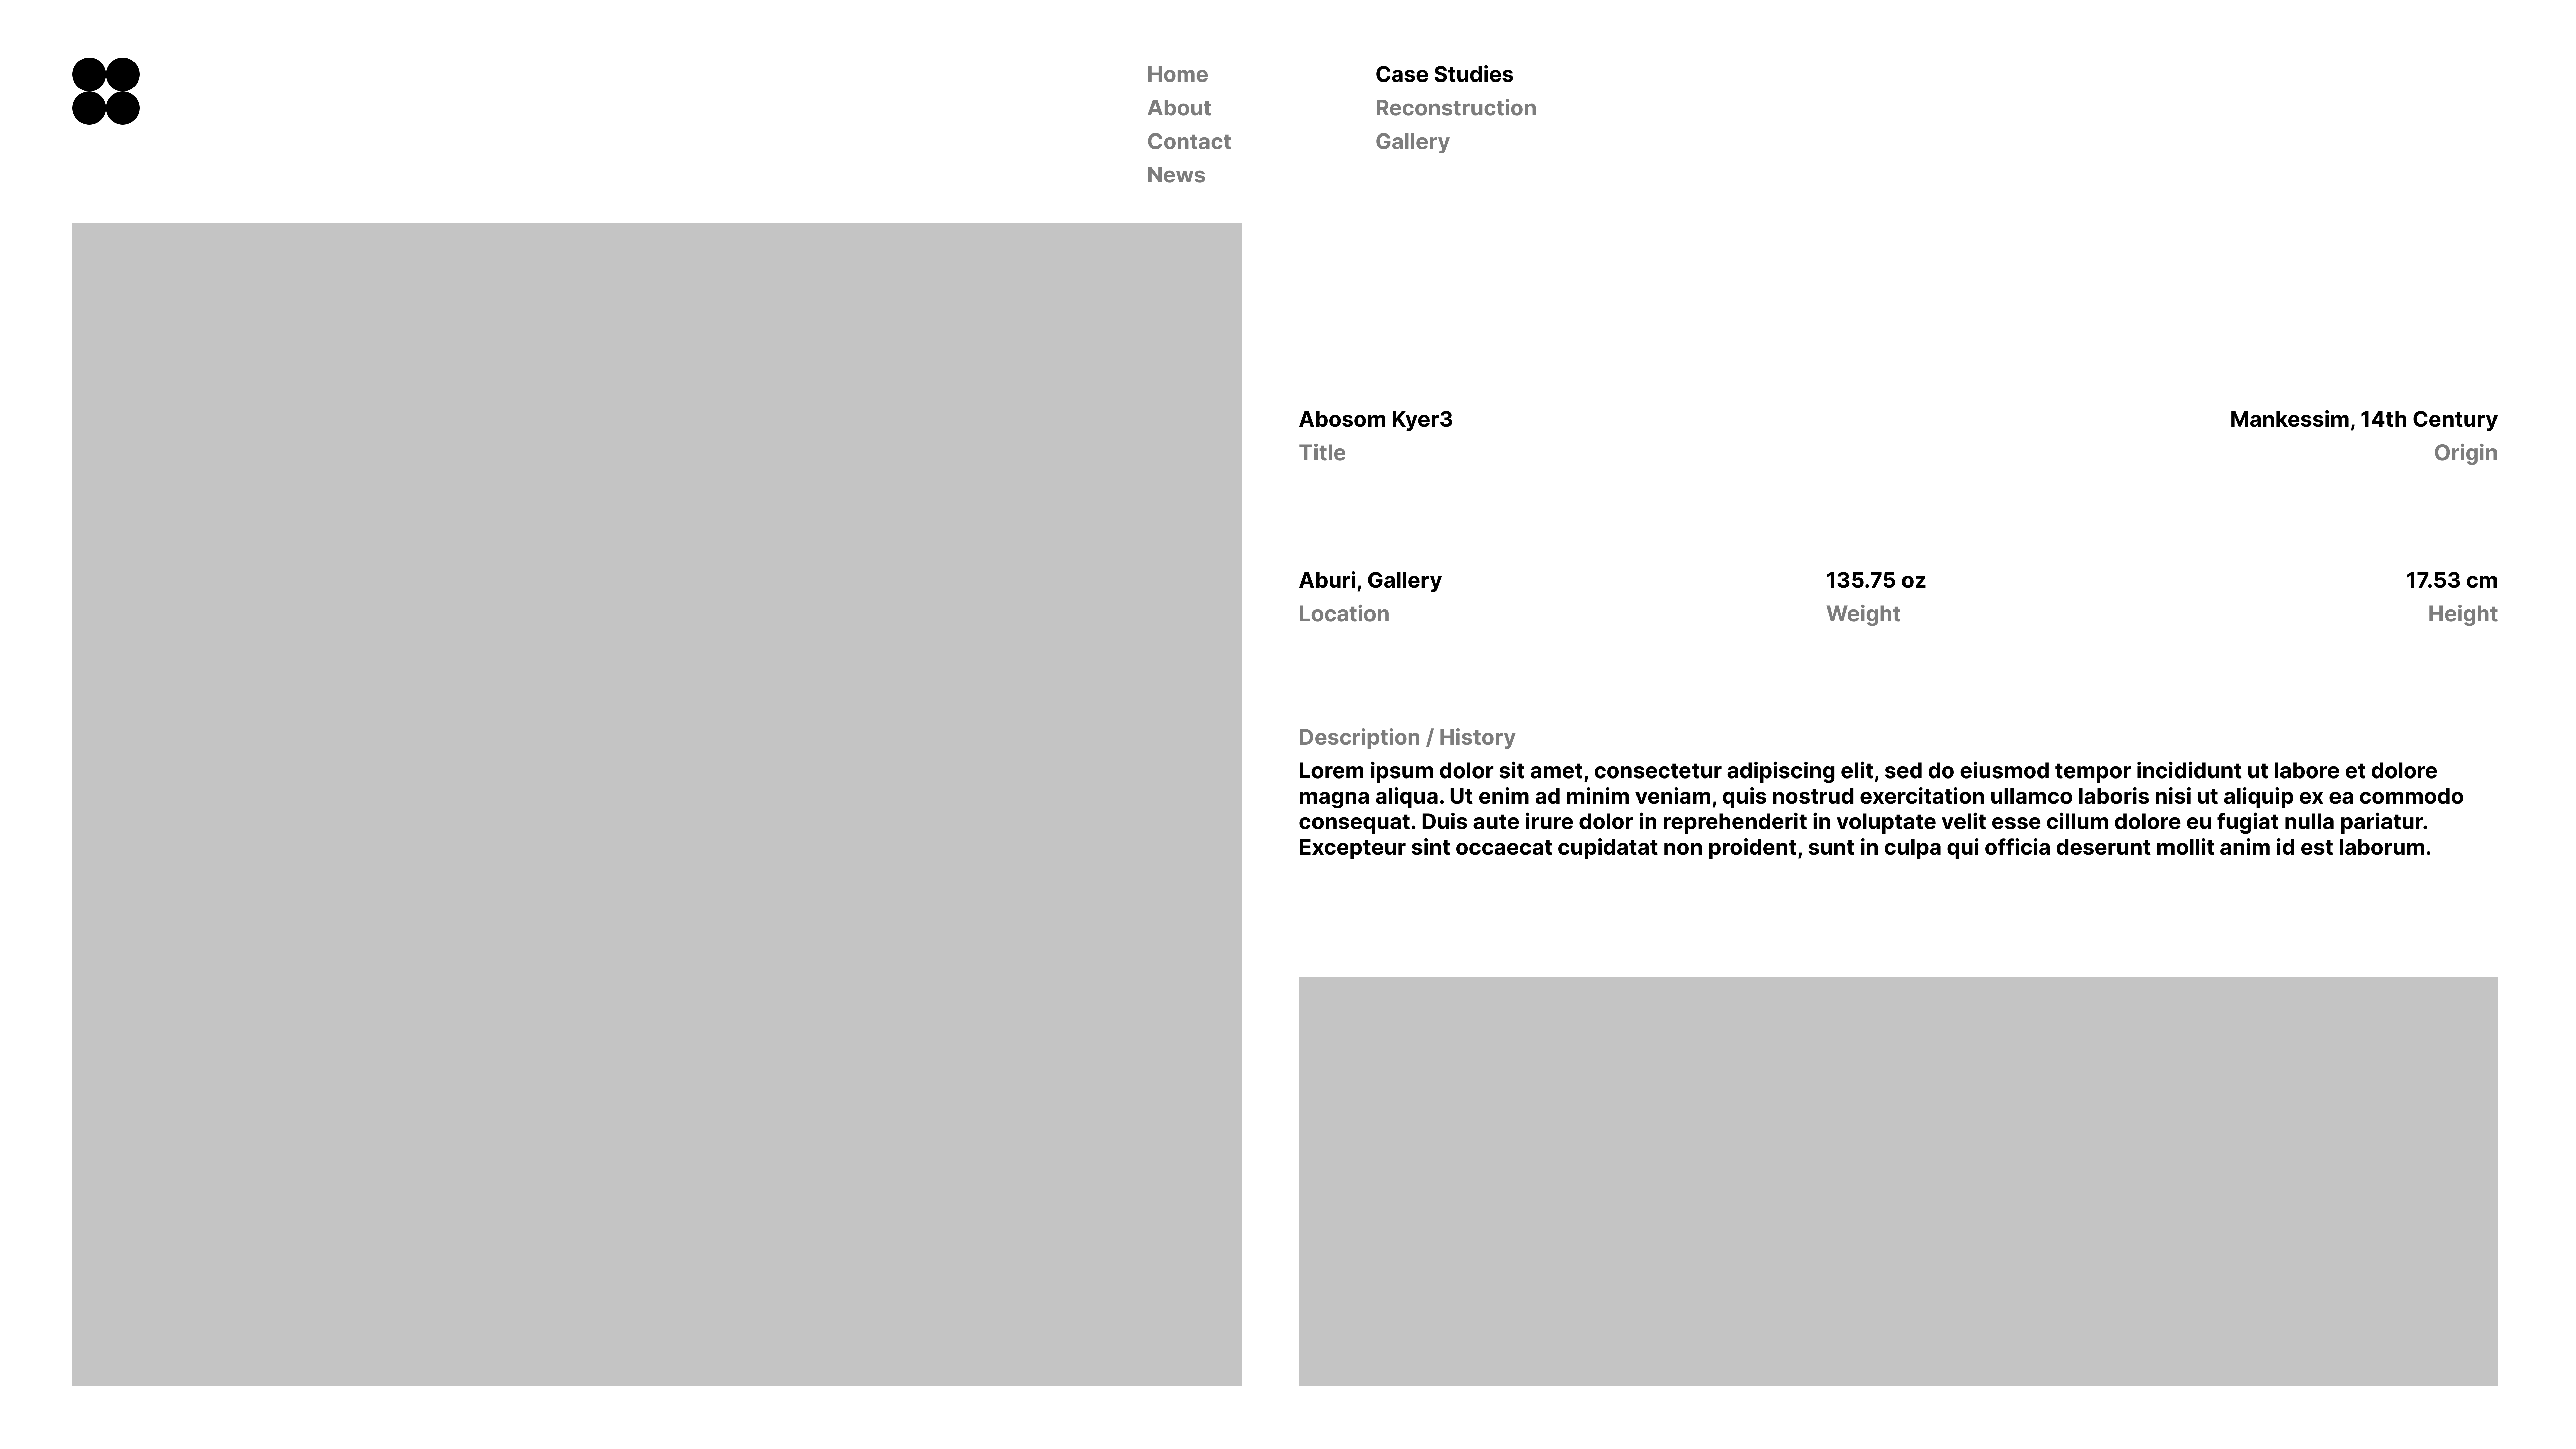 Home
About
Contact
News
Case Studies
Reconstruction
Gallery
Abosom Kyer3
Title
Mankessim, 14th Century
Origin
Aburi, Gallery
Location
135.75 oz
Weight
17.53 cm
Height
Description / History
Lorem ipsum dolor sit amet, consectetur adipiscing elit, sed do eiusmod tempor incididunt ut labore et dolore
magna aliqua. Ut enim ad minim veniam, quis nostrud exercitation ullamco laboris nisi ut aliquip ex ea commodo
consequat. Duis aute irure dolor in reprehenderit in voluptate velit esse cillum dolore eu fugiat nulla pariatur.
Excepteur sint occaecat cupidatat non proident, sunt in culpa qui officia deserunt mollit anim id est laborum.